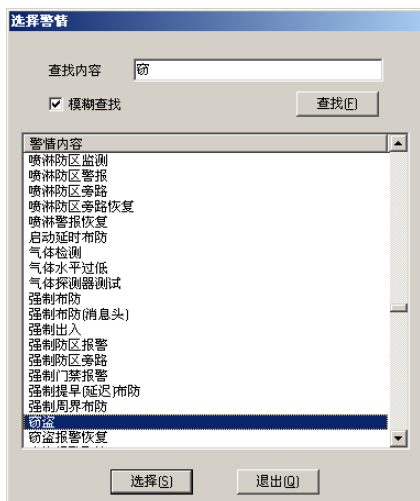 选择警情
查找内容 窃
模糊查找 查找(F)
警情内容
喷淋防区监测
喷淋防区警报
喷淋防区旁路
喷淋防区旁路恢复
喷淋警报恢复
启动延时布防
气体检测
气体水平过低
气体探测器测试
强制布防
强制布防(消息头)
强制出入
强制防区报警
强制防区旁路
强制门禁报警
强制提早(延迟)布防
强制周界布防
窃盗
窃盗报警恢复
选择(S) 退出(Q)